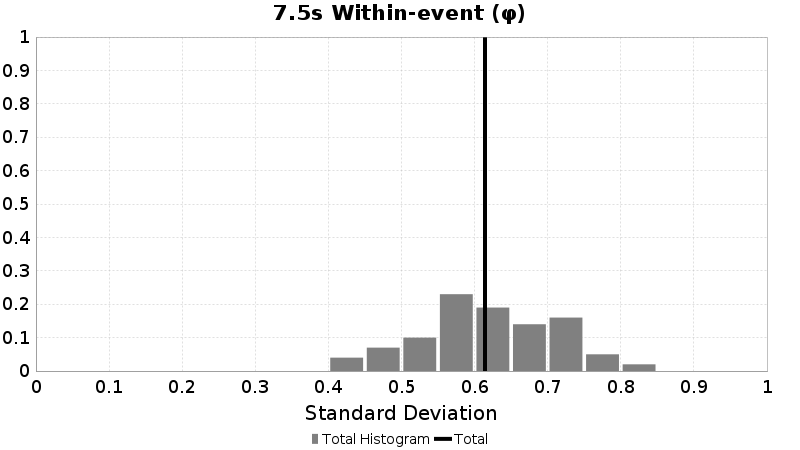 7.5s Within-event (φ)
1
0.9
0.8
0.7
0.6
0.5
0.4
0.3
0.2
0.1
0
0 0.1 0.2 0.3 0.4 0.5 0.6 0.7 0.8 0.9 1
Standard Deviation
Total Histogram Total